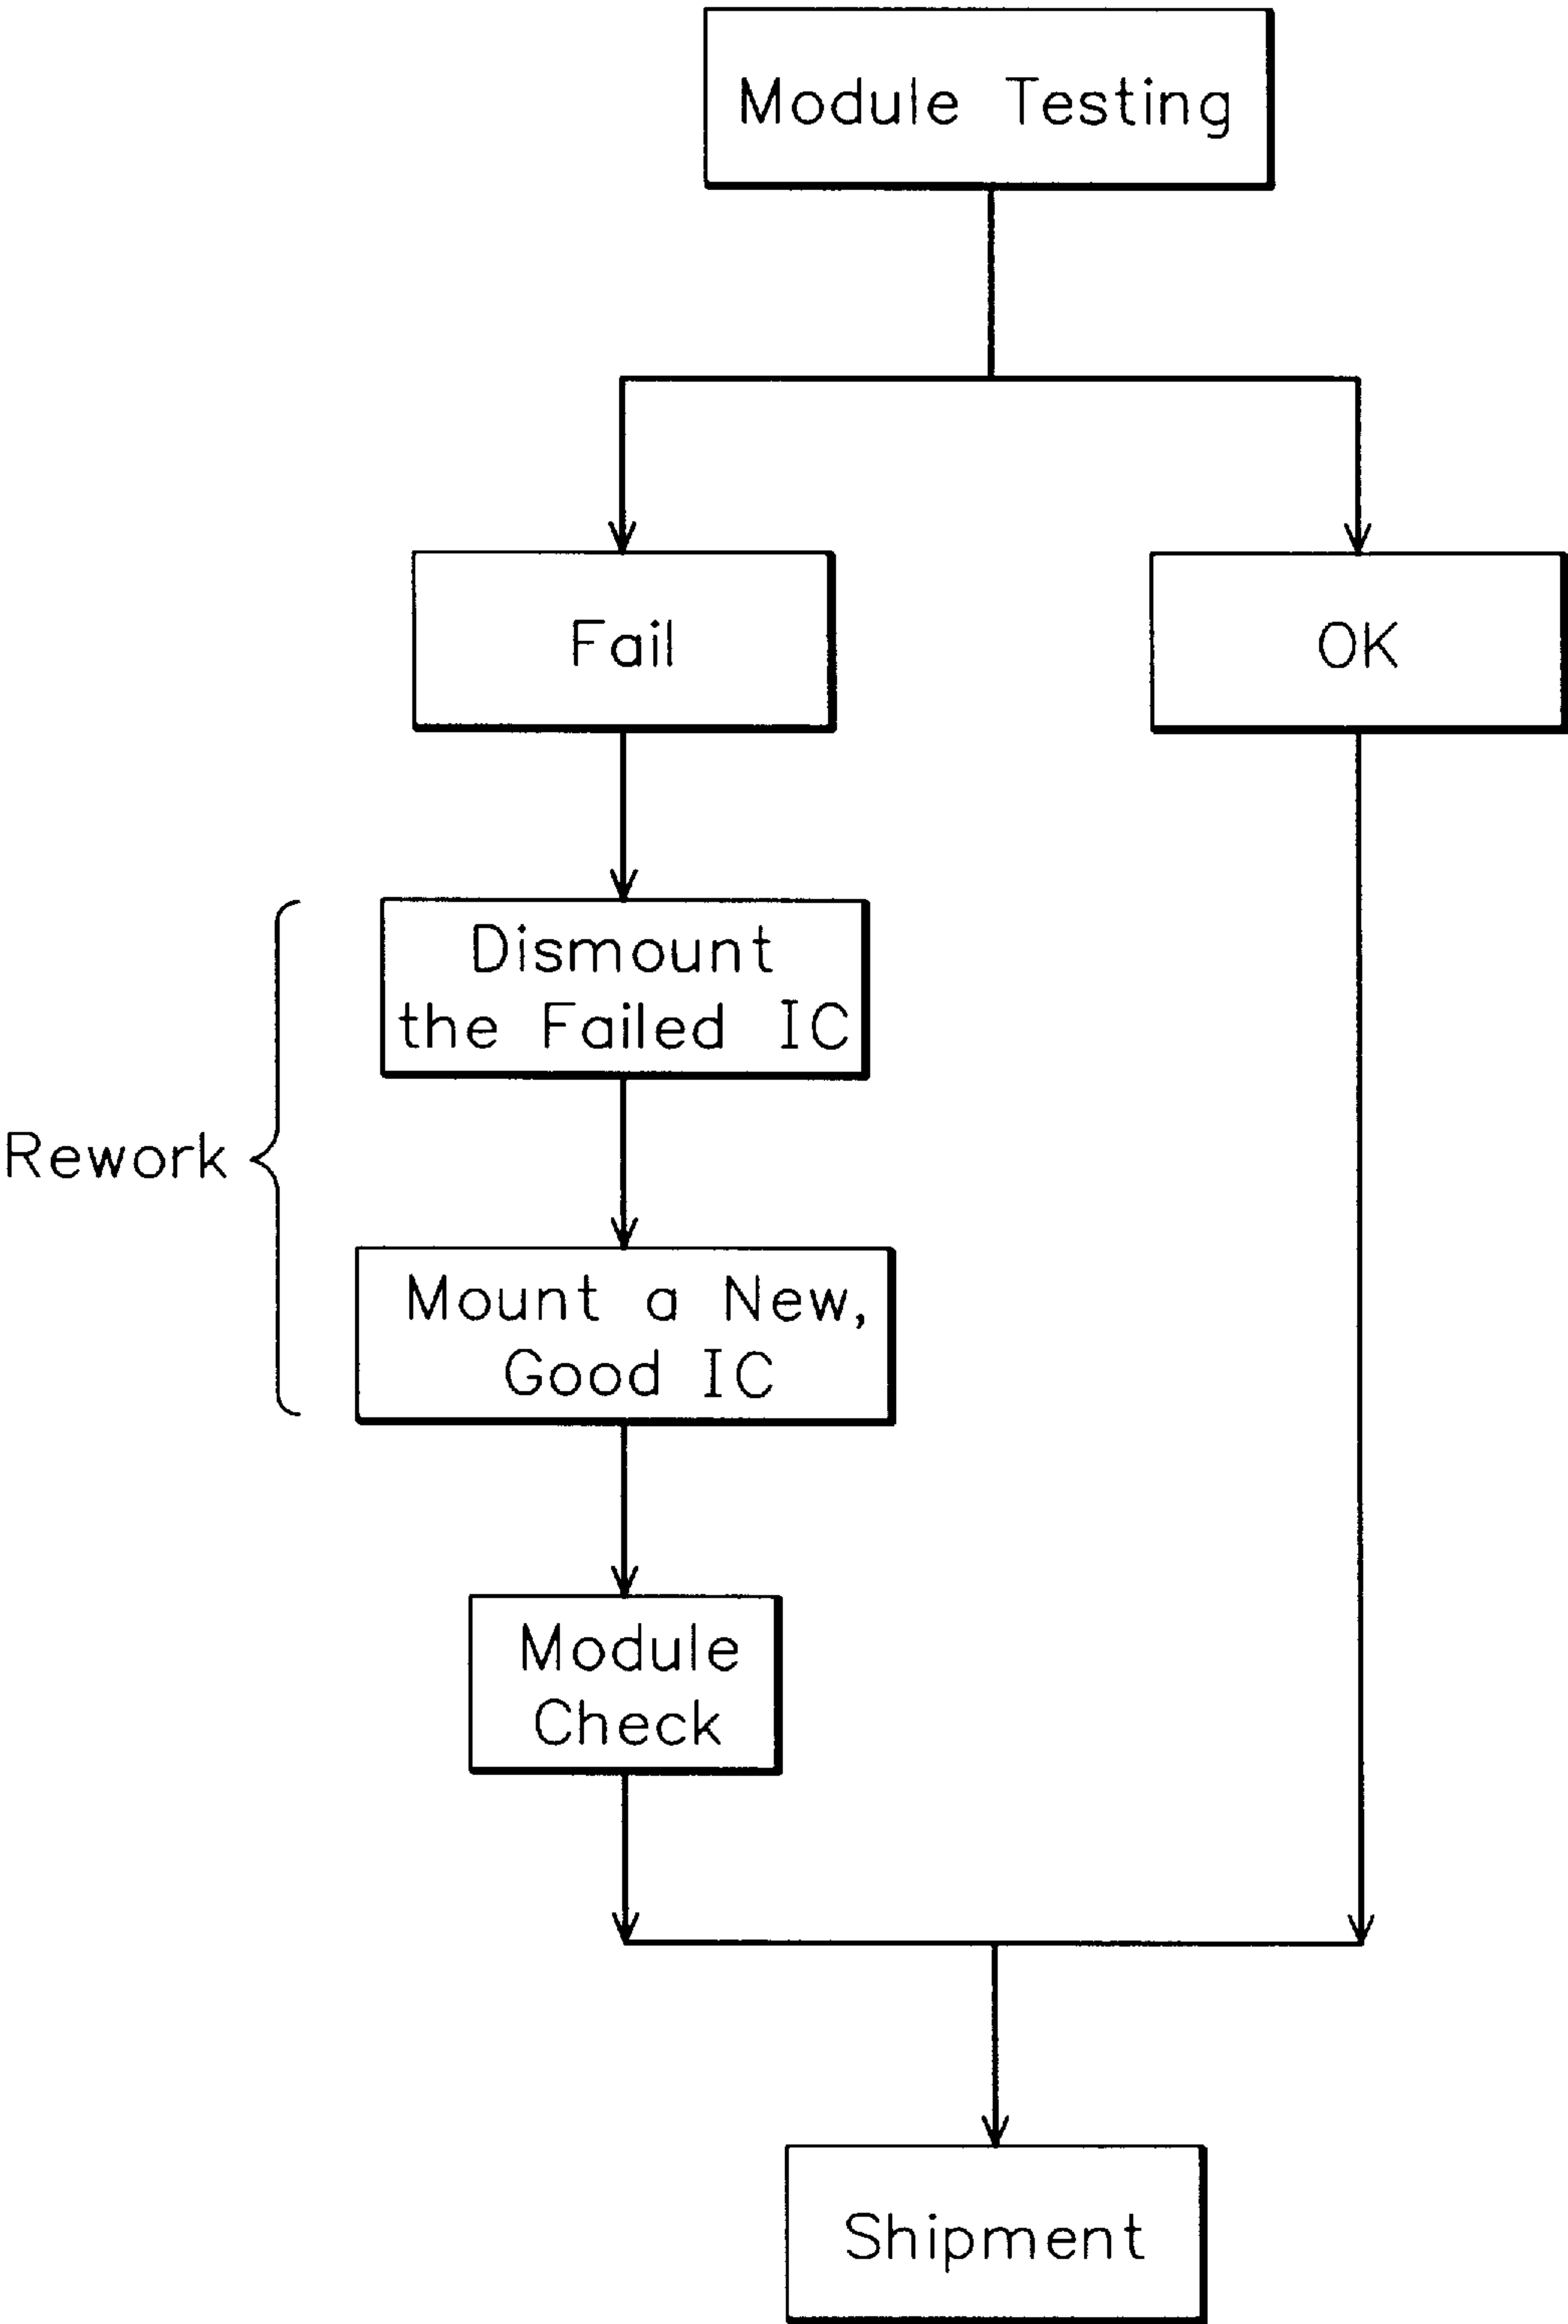 Module Testing
Fail
OK
Dismount
the Failed IC
Rework
Mount a New,
Good IC
Module
Check
Shipment